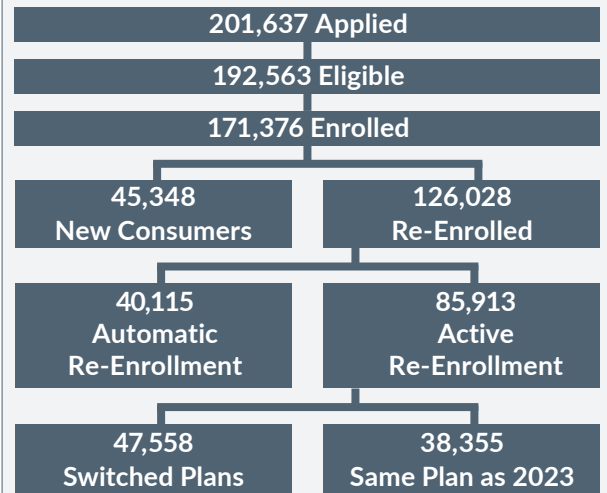 201,637 Applied
192,563 Eligible
171,376 Enrolled
45,348
New Consumers
126,028
Re-Enrolled
40,115
Automatic
Re-Enrollment
85,913
Active
Re-Enrollment
47,558
Switched Plans
38,355
Same Plan as 2023